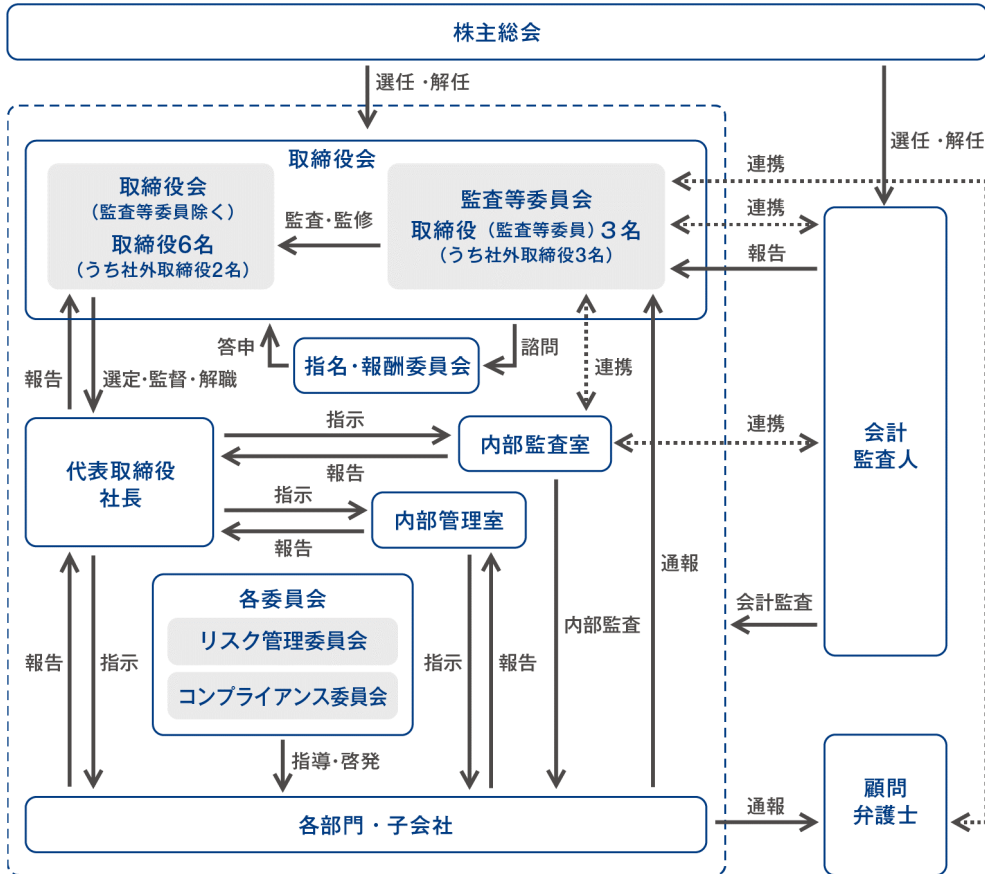 株主総会
選任・解任
選任・解任
取締役会
取締役会
(監査等委員除く)
取締役6名
(うち社外取締役2名)
監査・監修
監査等委員会
取締役 (監査等委員) 3名
(うち社外取締役3名)
連携
連携
報告
答申
指名・報酬委員会
諮問
連携
報告
選定・監督・解職
代表取締役
社長
指示
報告
内部監査室
連携
会計
監査人
指示
報告
内部管理室
通報
会計監査
各委員会
リスク管理委員会
コンプライアンス委員会
内部監査
報告
指示
指示
報告
指導・啓発
各部門・子会社
通報
顧問
弁護士